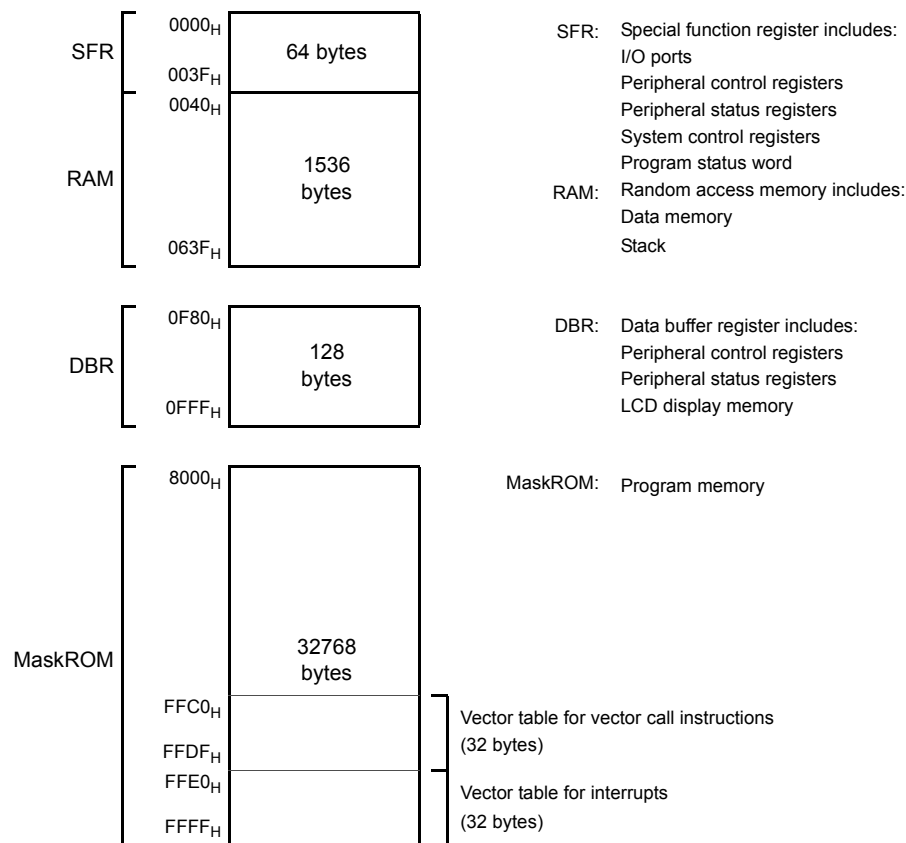 0000H
SFR
64 bytes
003FH
0040H
RAM
1536
bytes
063FH
SFR: Special function register includes:
I/O ports
Peripheral control registers
Peripheral status registers
System control registers
Program status word
RAM: Random access memory includes:
Data memory
Stack
0F80H
DBR
128
bytes
0FFFH
DBR: Data buffer register includes:
Peripheral control registers
Peripheral status registers
LCD display memory
8000H
MaskROM: Program memory
MaskROM
32768
bytes
FFC0H
FFDFH
Vector table for vector call instructions
(32 bytes)
FFE0H
FFFFH
Vector table for interrupts
(32 bytes)